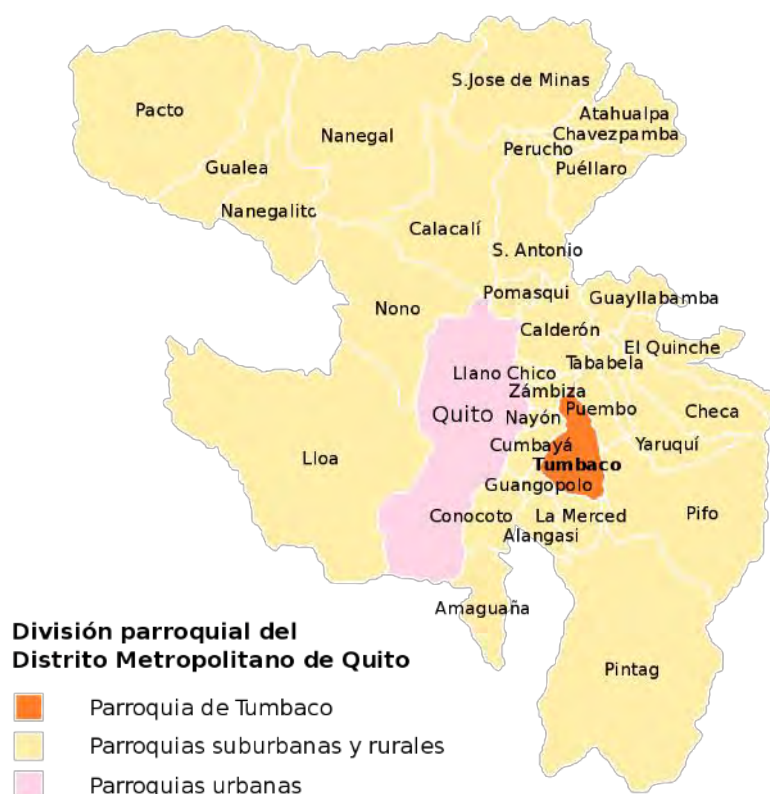 S.Jose de Minas
Pacto
Atahualpa
Nanegal
Chavezpamba
Perucho
Gualea
Puéllaro
Nanegalito
Calacalí
S. Antonio
Pomasqui
Guayllabamba
Nono
Calderón
El Quinche
Tababela
Llano Chico
Zámbiza
Quito
Nayón
Puembo
Checa
Cumbayá
Yaruquí
Lloa
Tumbaco
Guangopolo
Conocoto
La Merced
Pifo
Alangasi
Amaguaña
Pintag
División parroquial del
Distrito Metropolitano de Quito
Parroquia de Tumbaco
Parroquias suburbanas y rurales
Parroquias urbanas